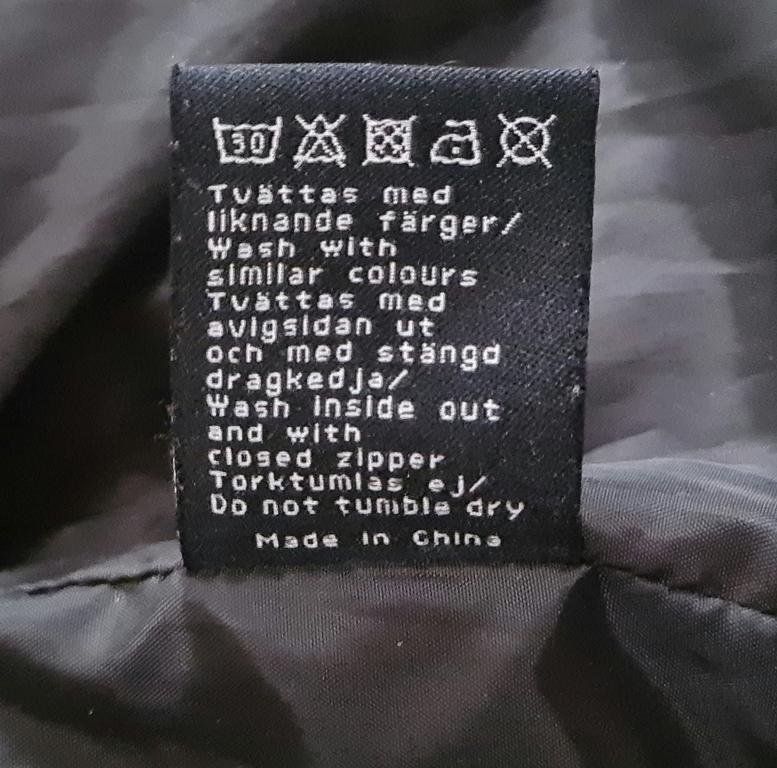 30
Tvättas med
liknande färger/
Wash with
similar colours
Tvättas med
avigsidan ut
och med stängd
dragkedja/
Wash inside out
and with
closed zipper
Torktumlas ej/
Do not tumble dry
Made in China